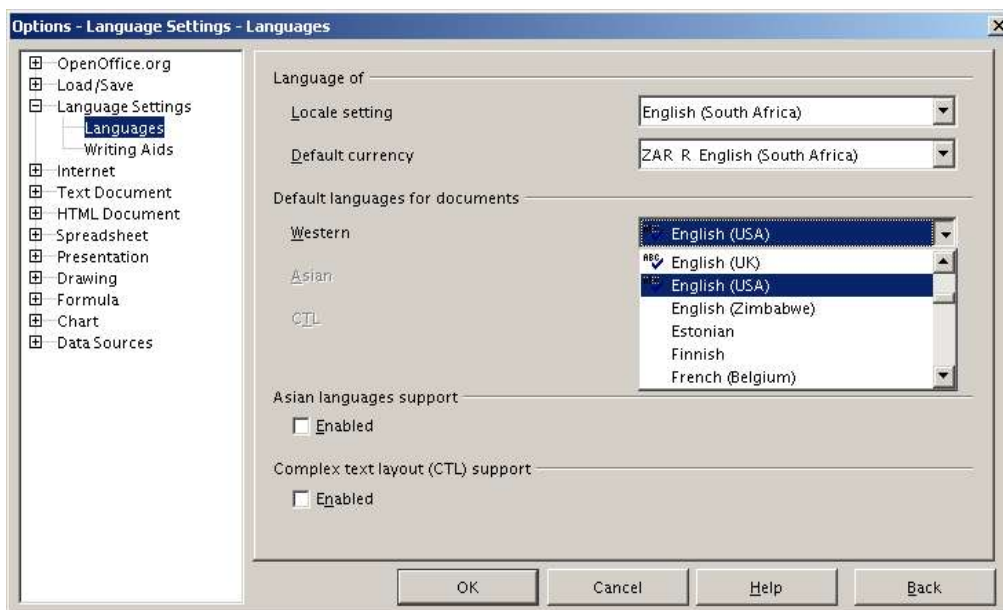 Options - Language Settings - Languages
OpenOffice.org
Load/Save
Language Settings
Languages
Writing Aids
Internet
Text Document
HTML Document
Spreadsheet
Presentation
Drawing
Formula
Chart
Data Sources
Language of
Locale setting
English (South Africa)
Default currency
ZAR R English (South Africa)
Default languages for documents
Western
English (USA)
ABC English (UK)
English (USA)
English (Zimbabwe)
Estonian
Finnish
French (Belgium)
Asian
CTL
Asian languages support
Enabled
Complex text layout (CTL) support
Enabled
OK
Cancel
Help
Back